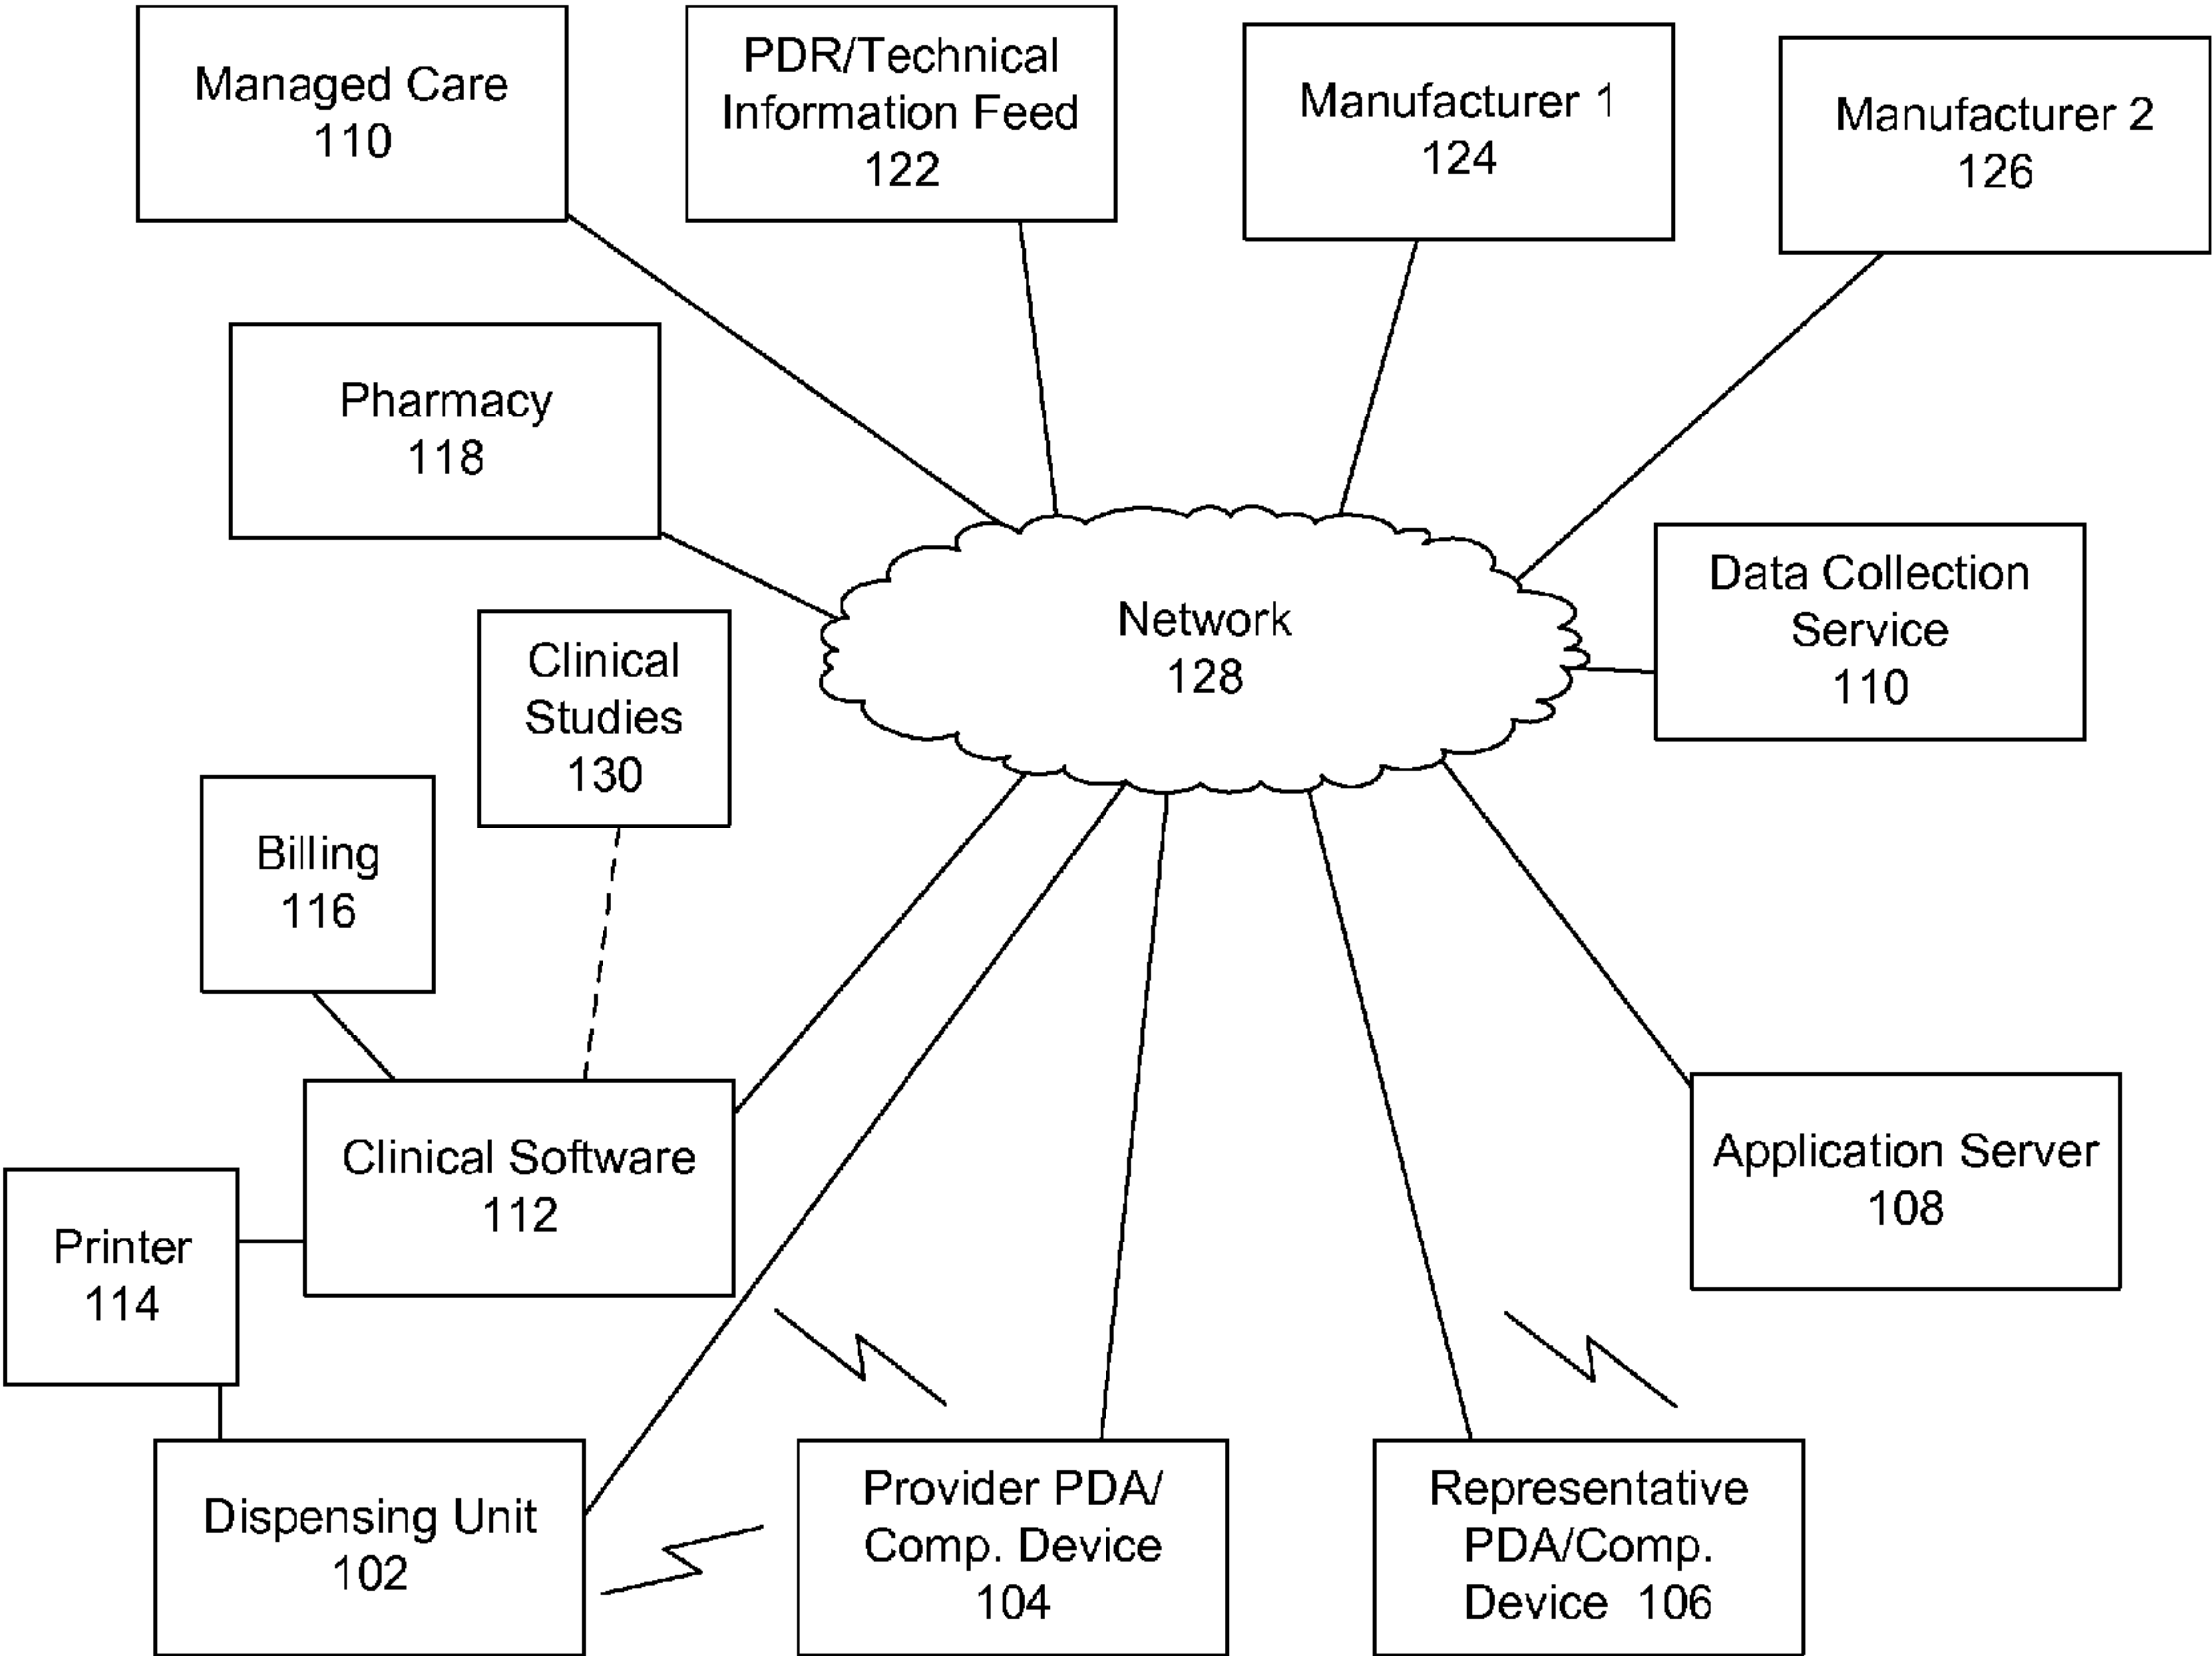 Managed Care
110
PDR/Technical
Information Feed
122
Manufacturer 1
124
Manufacturer 2
126
Pharmacy
118
Network
128
Data Collection
Service
110
Clinical
Studies
130
Billing
116
Clinical Software
112
Application Server
108
Printer
114
Dispensing Unit
102
Provider PDA/
Comp. Device
104
Representative
PDA/Comp.
Device 106